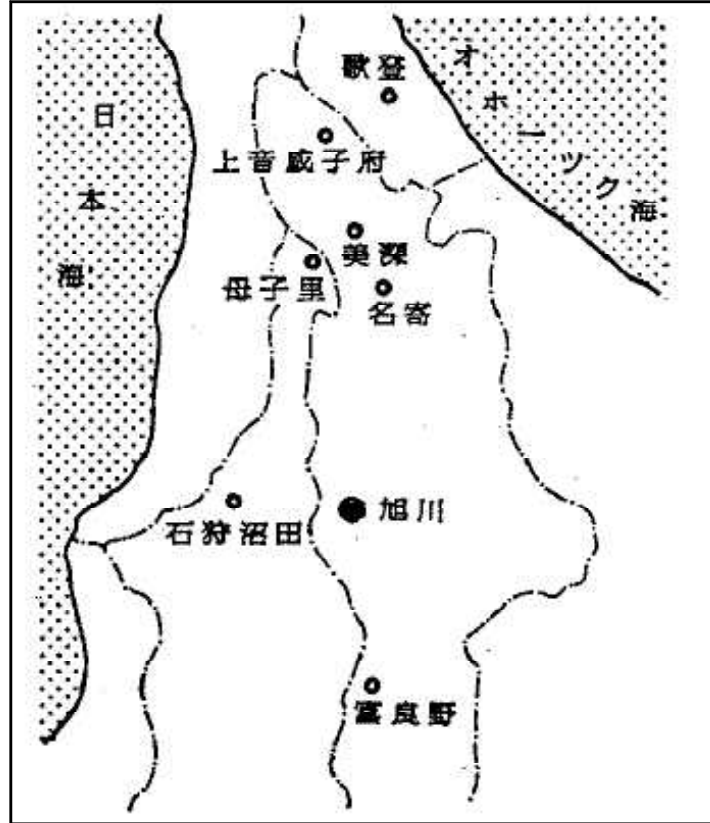 歌登
オホーツク海
日本海
上音威子府
美深
母子里
名寄
石狩沼田
旭川
富良野